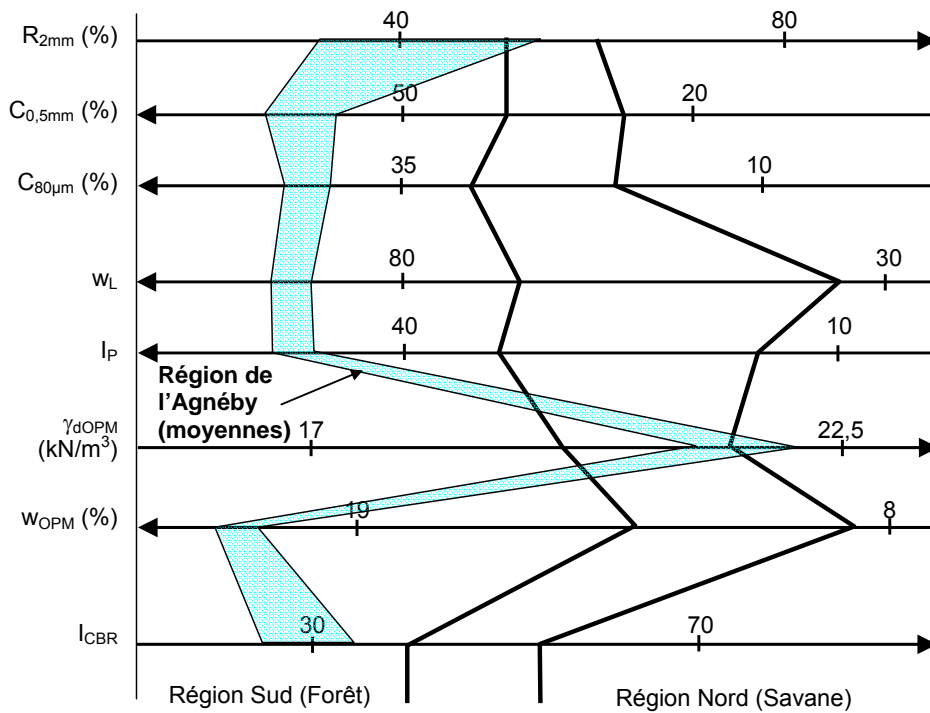 R2mm (%) 40 80
C0,5mm (%) 50 20
C80µm (%) 35 10
wL 80 30
IP 40 10
Région de
l'Agnéby
(moyennes)
γdOPM
(kN/m³) 17 22,5
wOPM (%) 19 8
ICBR 30 70
Région Sud (Forêt) Région Nord (Savane)